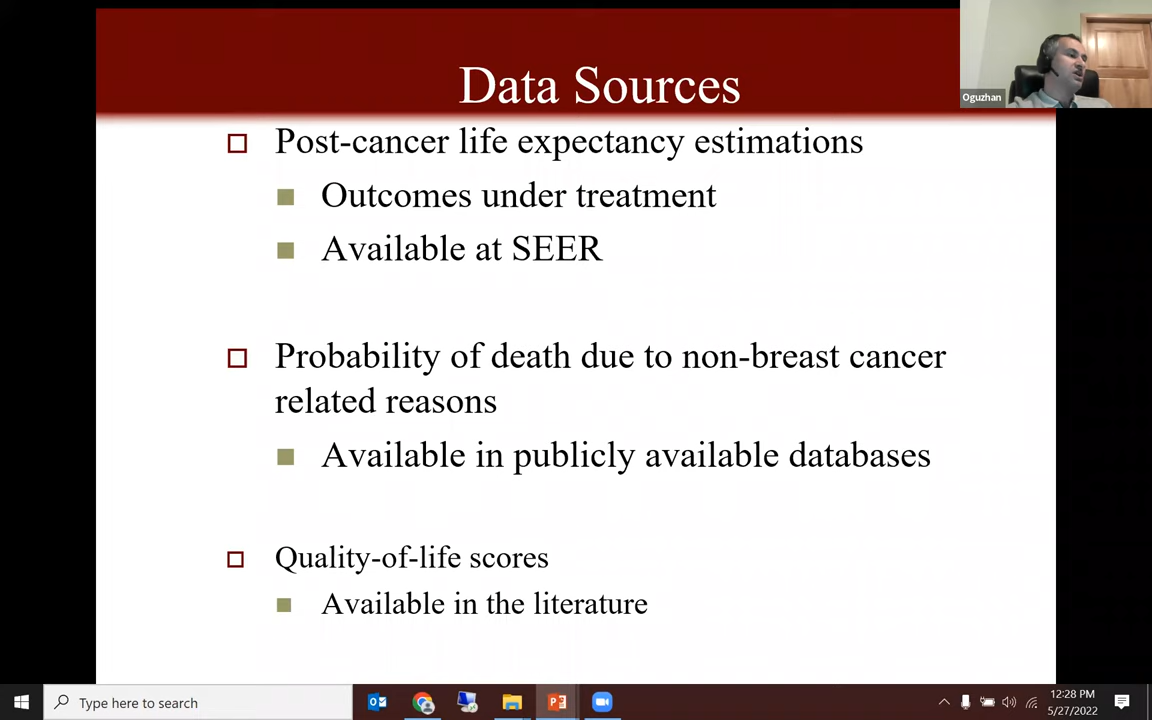 Data Sources
Oguzhan
Post-cancer life expectancy estimations
Outcomes under treatment
Available at SEER
Probability of death due to non-breast cancer
related reasons
Available in publicly available databases
Quality-of-life scores
Available in the literature
Type here to search
12:28 PM
5/27/2022